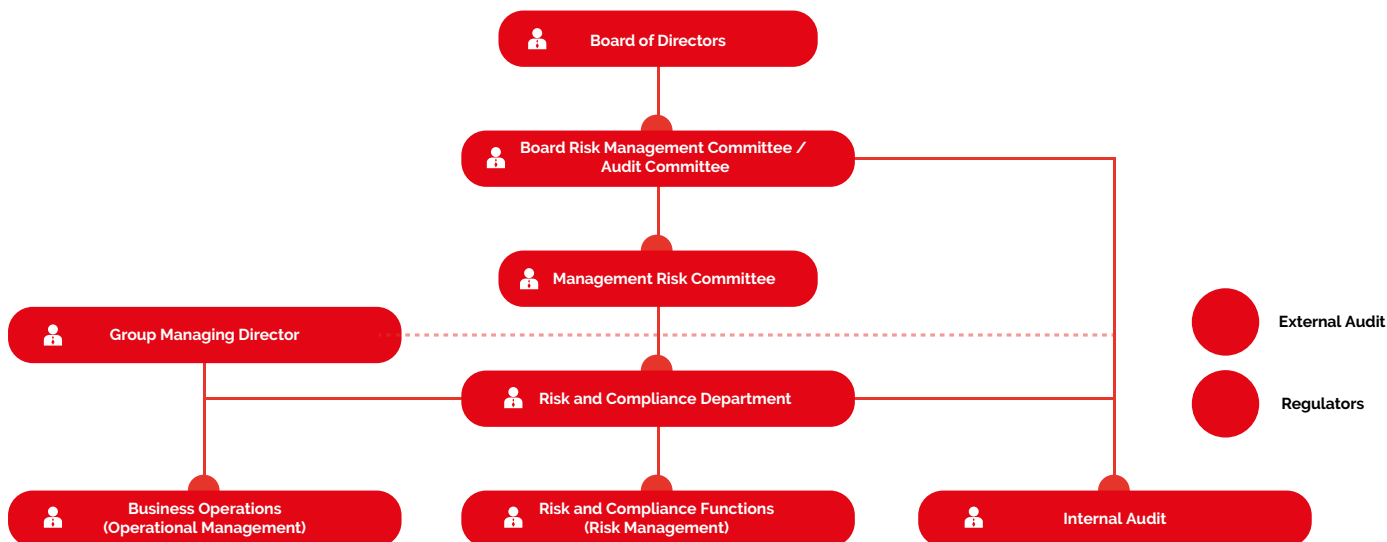 Board of Directors
Board Risk Management Committee /
Audit Committee
Management Risk Committee
Group Managing Director
External Audit
Risk and Compliance Department
Regulators
Business Operations
(Operational Management)
Risk and Compliance Functions
(Risk Management)
Internal Audit